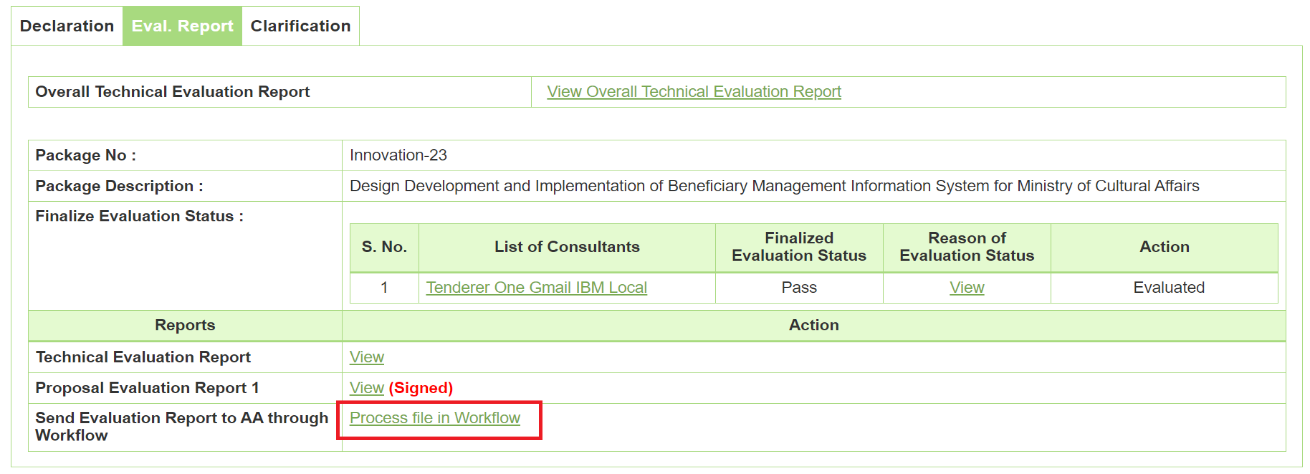 Declaration Eval. Report Clarification
Overall Technical Evaluation Report View Overall Technical Evaluation Report
Package No : Innovation-23
Package Description : Design Development and Implementation of Beneficiary Management Information System for Ministry of Cultural Affairs
Finalize Evaluation Status :
S. No. List of Consultants Finalized Evaluation Status Reason of Evaluation Status Action
1 Tenderer One Gmail IBM Local Pass View Evaluated
Reports Action
Technical Evaluation Report View
Proposal Evaluation Report 1 View (Signed)
Send Evaluation Report to AA through Workflow Process file in Workflow